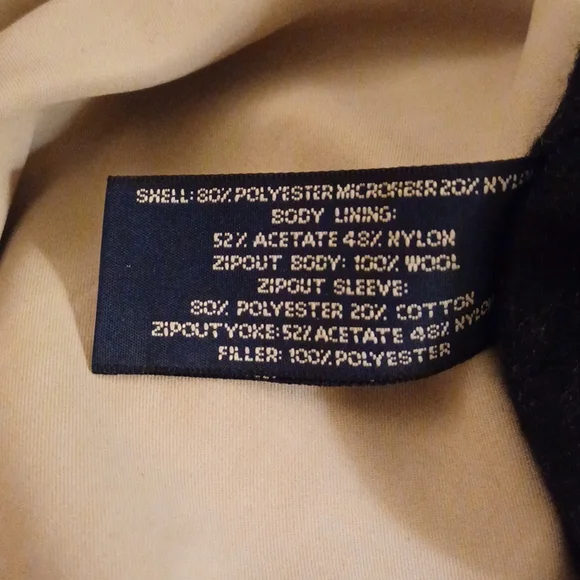 SHELL: 80% POLYESTER MICROFIBER 20% NYLON
BODY LINING:
52% ACETATE 48% NYLON
ZIPOUT BODY: 100% WOOL
ZIPOUT SLEEVE:
80% POLYESTER 20% COTTON
ZIPOUT YOKE: 52% ACETATE 48% NYLON
FILLER: 100% POLYESTER